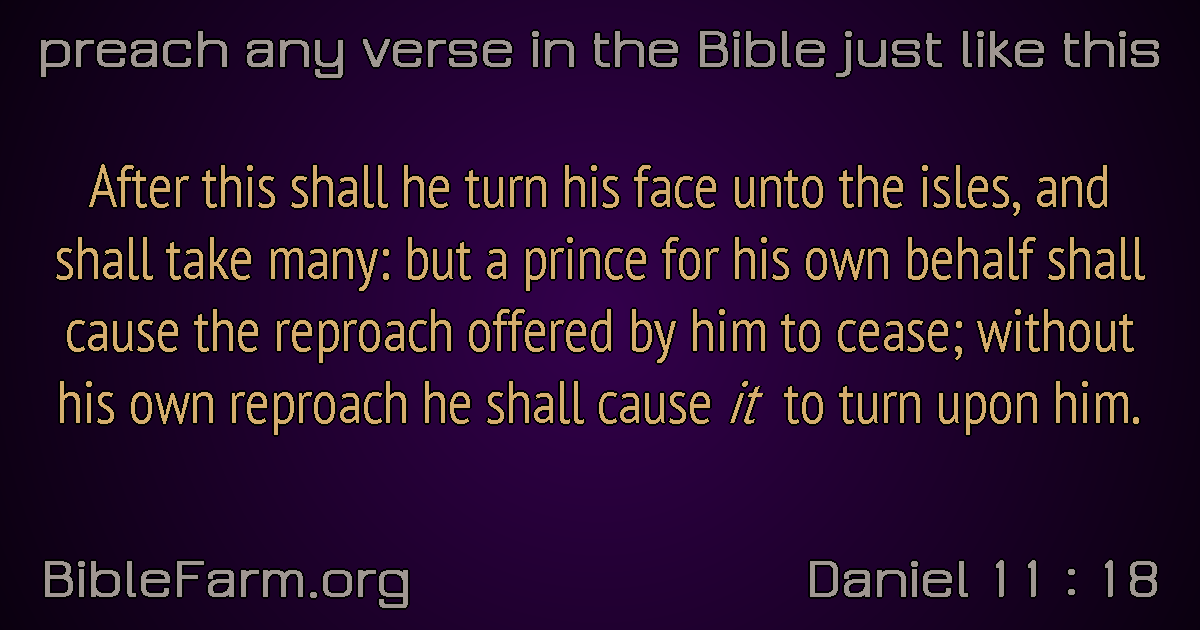 preach any verse in the Bible just like this
After this shall he turn his face unto the isles, and
shall take many: but a prince for his own behalf shall
cause the reproach offered by him to cease; without
his own reproach he shall cause it to turn upon him.
BibleFarm.org
Daniel 11 : 18